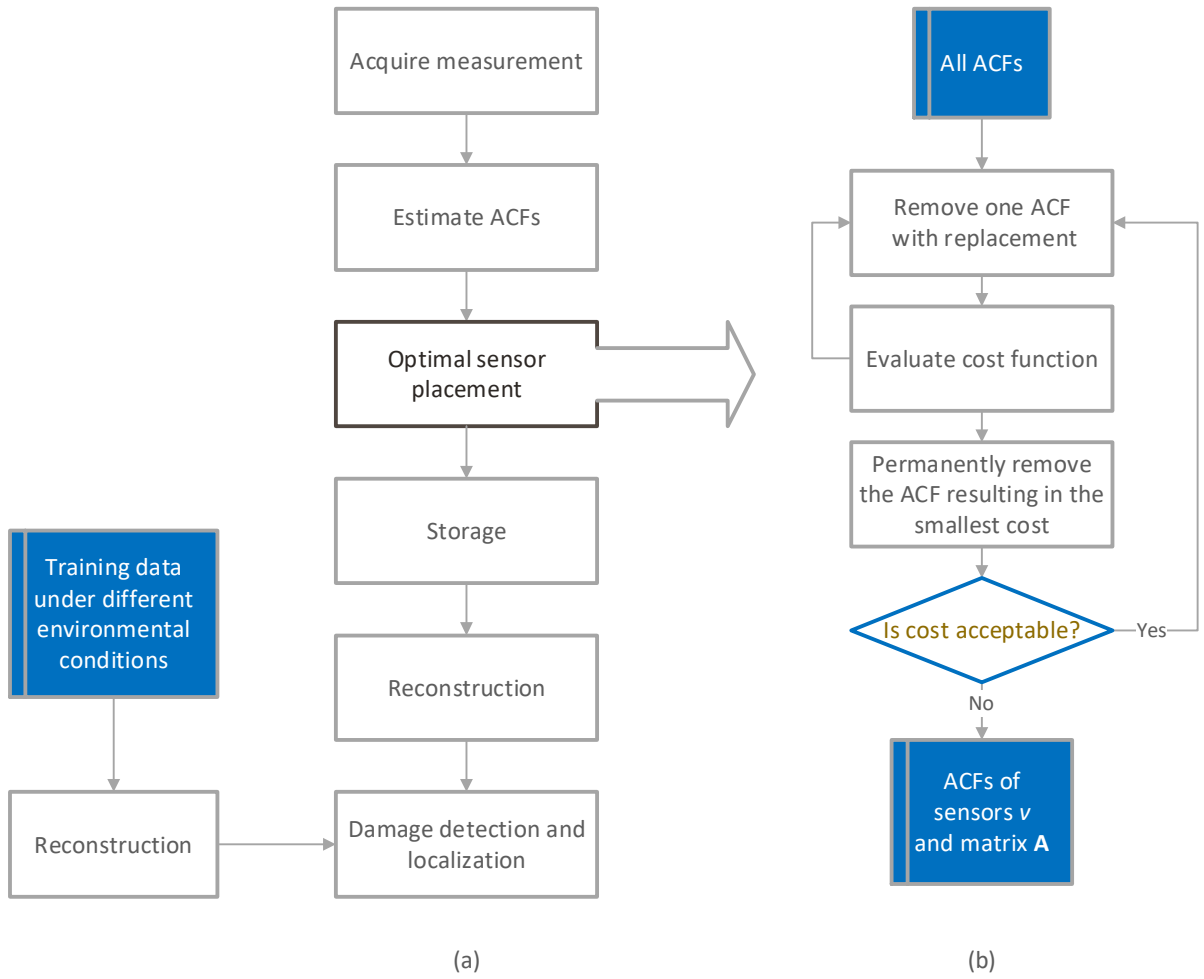 Acquire measurement
Estimate ACFs
Optimal sensor
placement
Storage
Training data
under different
environmental
conditions
Reconstruction
Reconstruction
Damage detection and
localization
(a)
All ACFs
Remove one ACF
with replacement
Evaluate cost function
Permanently remove
the ACF resulting in the
smallest cost
Is cost acceptable?
Yes
No
ACFs of
sensors v
and matrix A
(b)